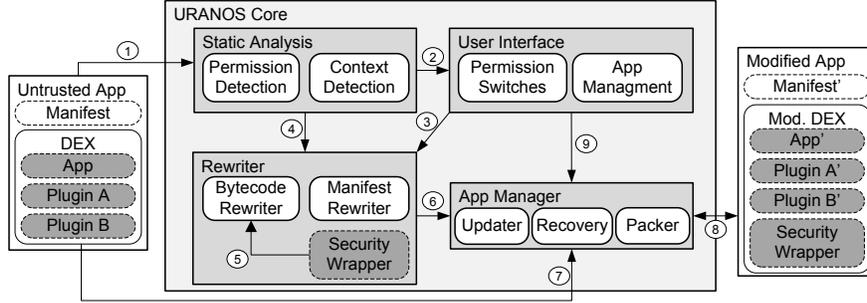 URANOS Core
1
Static Analysis
Permission
Detection
Context
Detection
2
User Interface
Permission
Switches
App
Managment
Untrusted App
Manifest
DEX
App
Plugin A
Plugin B
4
3
9
Rewriter
Bytecode
Rewriter
Manifest
Rewriter
5
Security
Wrapper
6
App Manager
Updater
Recovery
Packer
7
8
Modified App
Manifest'
Mod. DEX
App'
Plugin A'
Plugin B'
Security
Wrapper